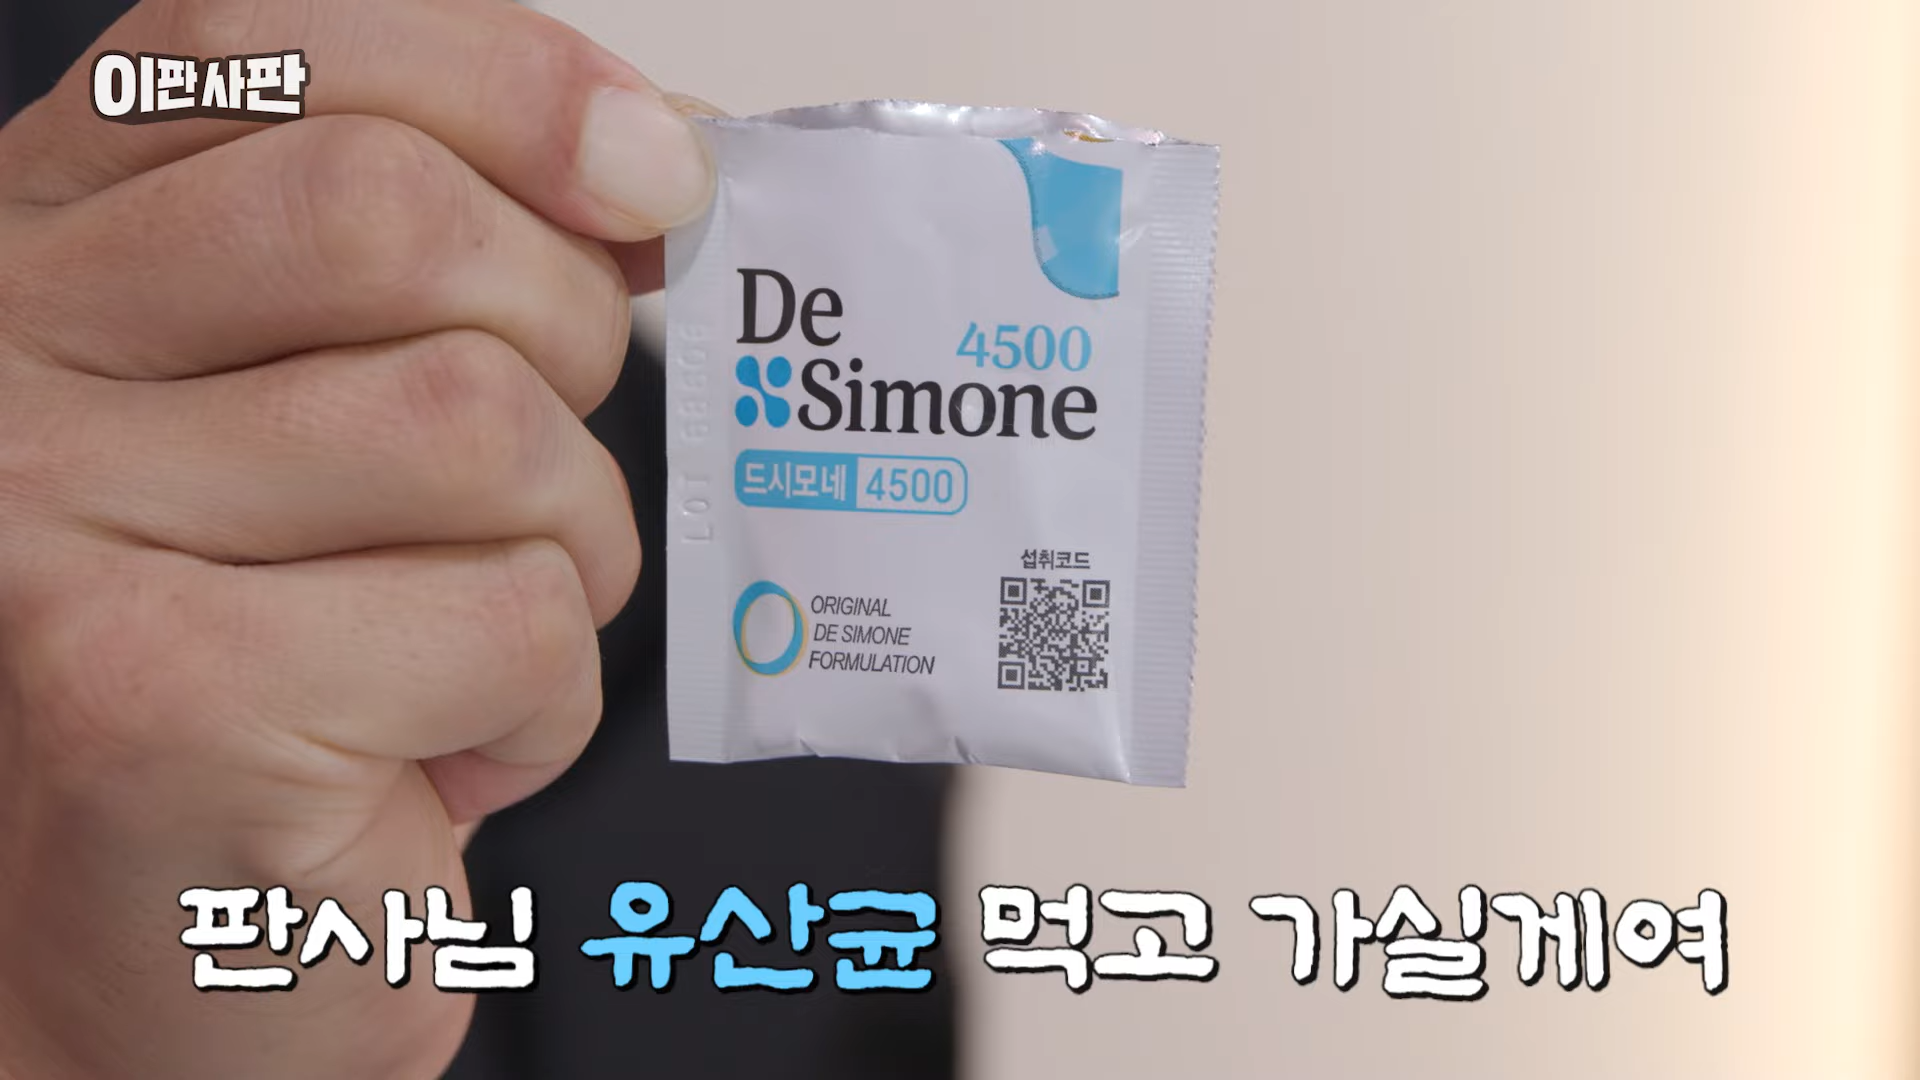 이판사판
De
4500
Simone
드시모네 4500
섭취코드
ORIGINAL
DE SIMONE
FORMULATION
판사님 유산균 먹고 가실게여